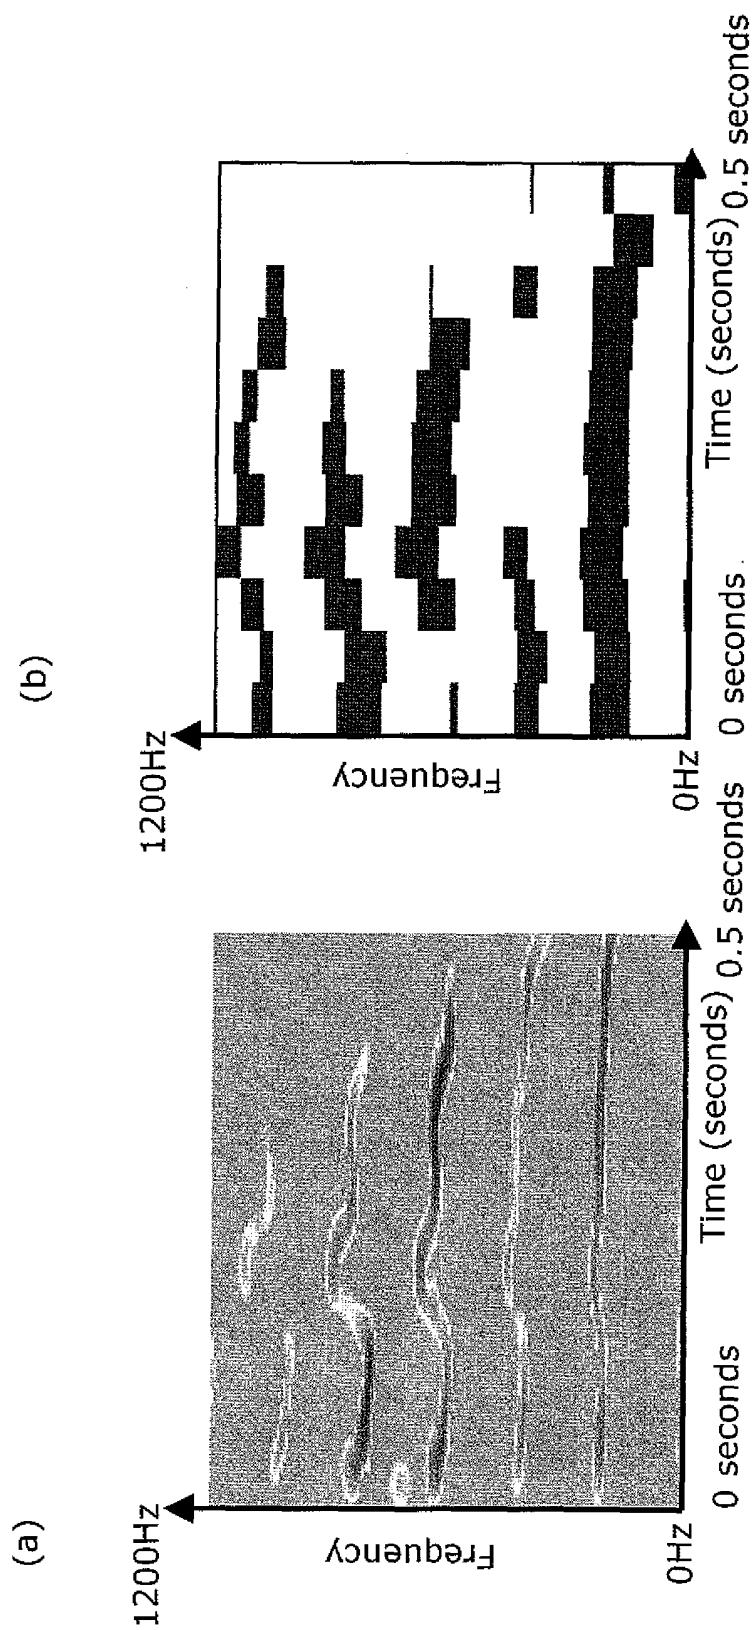 (a)
1200Hz
Frequency
0Hz
0 seconds
Time (seconds)
0.5 seconds
(b)
1200Hz
Frequency
0Hz
0 seconds
Time (seconds)
0.5 seconds